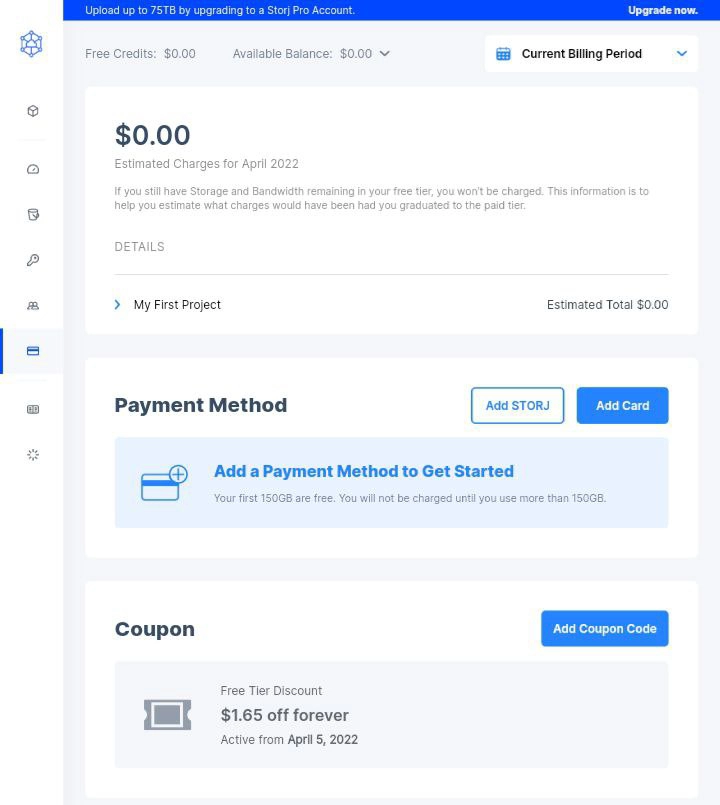 Upload up to 75TB by upgrading to a Storj Pro Account. Upgrade now.
Free Credits: $0.00 Available Balance: $0.00 Current Billing Period
$0.00
Estimated Charges for April 2022
If you still have Storage and Bandwidth remaining in your free tier, you won't be charged. This information is to
help you estimate what charges would have been had you graduated to the paid tier.
DETAILS
My First Project Estimated Total $0.00
Payment Method Add STORJ Add Card
Add a Payment Method to Get Started
Your first 150GB are free. You will not be charged until you use more than 150GB.
Coupon Add Coupon Code
Free Tier Discount
$1.65 off forever
Active from April 5, 2022